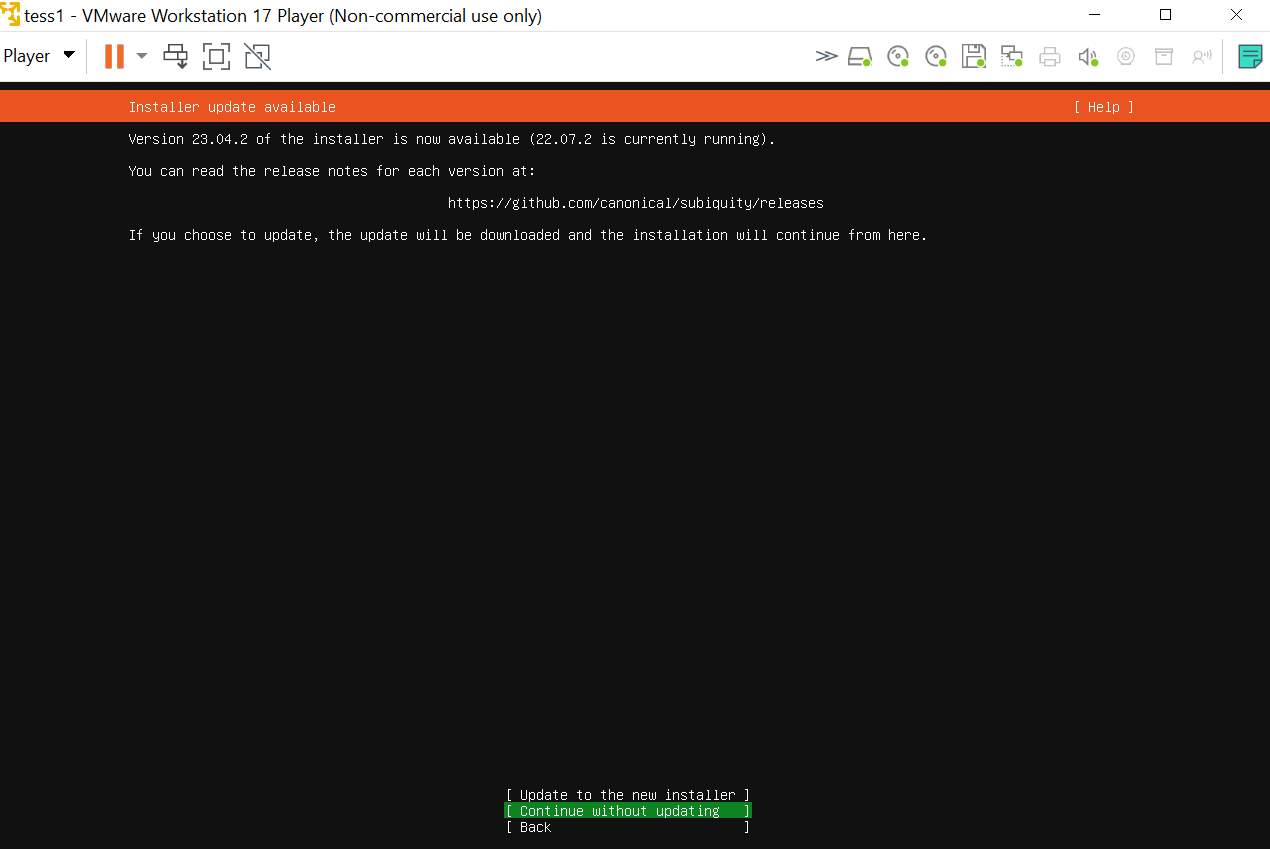 tess1 - VMware Workstation 17 Player (Non-commercial use only)
Player
Installer update available [ Help ]
Version 23.04.2 of the installer is now available (22.07.2 is currently running).
You can read the release notes for each version at:
https://github.com/canonical/subiquity/releases
If you choose to update, the update will be downloaded and the installation will continue from here.
[ Update to the new installer ]
[ Continue without updating ]
[ Back ]